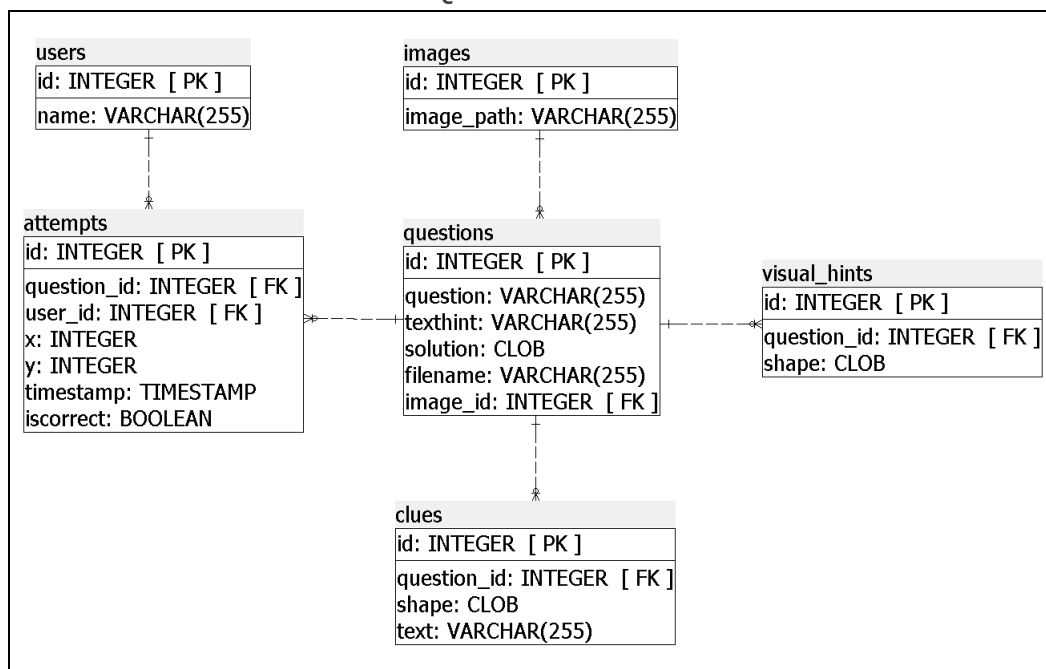 users
id: INTEGER [ PK ]
name: VARCHAR(255)
images
id: INTEGER [ PK ]
image_path: VARCHAR(255)
attempts
id: INTEGER [ PK ]
question_id: INTEGER [ FK ]
user_id: INTEGER [ FK ]
x: INTEGER
y: INTEGER
timestamp: TIMESTAMP
iscorrect: BOOLEAN
questions
id: INTEGER [ PK ]
question: VARCHAR(255)
texthint: VARCHAR(255)
solution: CLOB
filename: VARCHAR(255)
image_id: INTEGER [ FK ]
visual_hints
id: INTEGER [ PK ]
question_id: INTEGER [ FK ]
shape: CLOB
clues
id: INTEGER [ PK ]
question_id: INTEGER [ FK ]
shape: CLOB
text: VARCHAR(255)